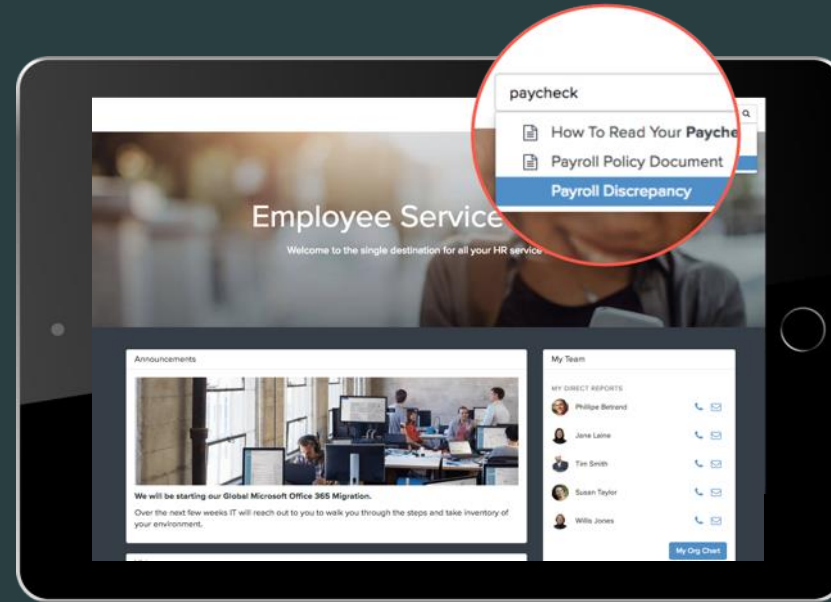 paycheck
How To Read Your Payche
Payroll Policy Document
Payroll Discrepancy
Employee Service
Welcome to the single destination for all your HR service
Announcements
We will be starting our Global Microsoft Office 365 Migration.
Over the next few weeks IT will reach out to you to walk you through the steps and take inventory of
your environment.
My Team
MY DIRECT REPORTS
Phillipe Betrand
Jane Laine
Tim Smith
Susan Taylor
Willis Jones
My Org Chart